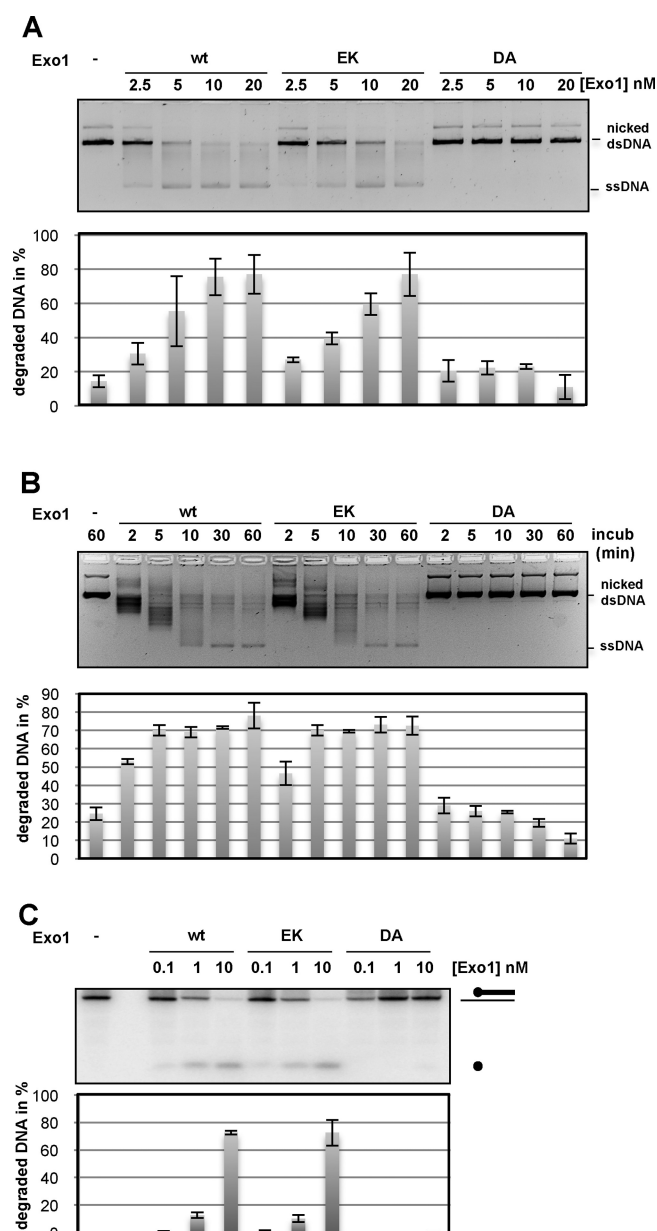 A
Exo1 - wt EK DA
2.5 5 10 20 2.5 5 10 20 2.5 5 10 20 [Exo1] nM
nicked
dsDNA
ssDNA
degraded DNA in %
100
80
60
40
20
0
B
Exo1 - wt EK DA
60 2 5 10 30 60 2 5 10 30 60 2 5 10 30 60 incub
(min)
nicked
dsDNA
ssDNA
degraded DNA in %
90
80
70
60
50
40
30
20
10
0
C
Exo1 - wt EK DA
0.1 1 10 0.1 1 10 0.1 1 10 [Exo1] nM
degraded DNA in %
100
80
60
40
20
0